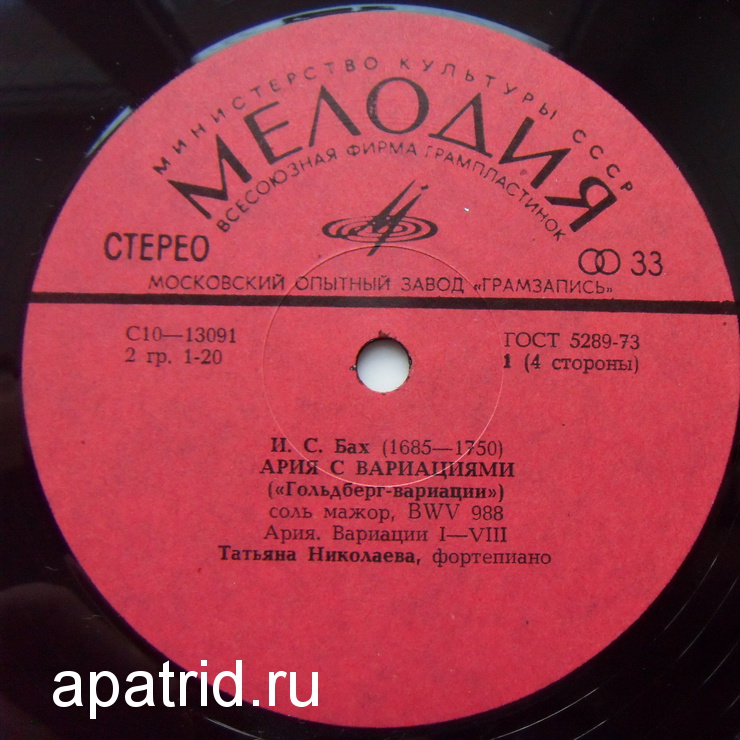 МИНИСТЕРСТВО КУЛЬТУРЫ СССР
МЕЛОДИЯ
ВСЕСОЮЗНАЯ ФИРМА ГРАМПЛАСТИНОК
СТЕРЕО
33
МОСКОВСКИЙ ОПЫТНЫЙ ЗАВОД «ГРАМЗАПИСЬ»
С10—13091
ГОСТ 5289-73
2 гр. 1-20
1 (4 стороны)
И. С. Бах (1685—1750)
АРИЯ С ВАРИАЦИЯМИ
(«Гольдберг-вариации»)
соль мажор, BWV 988
Ария. Вариации I—VIII
Татьяна Николаева, фортепиано
apatrid.ru